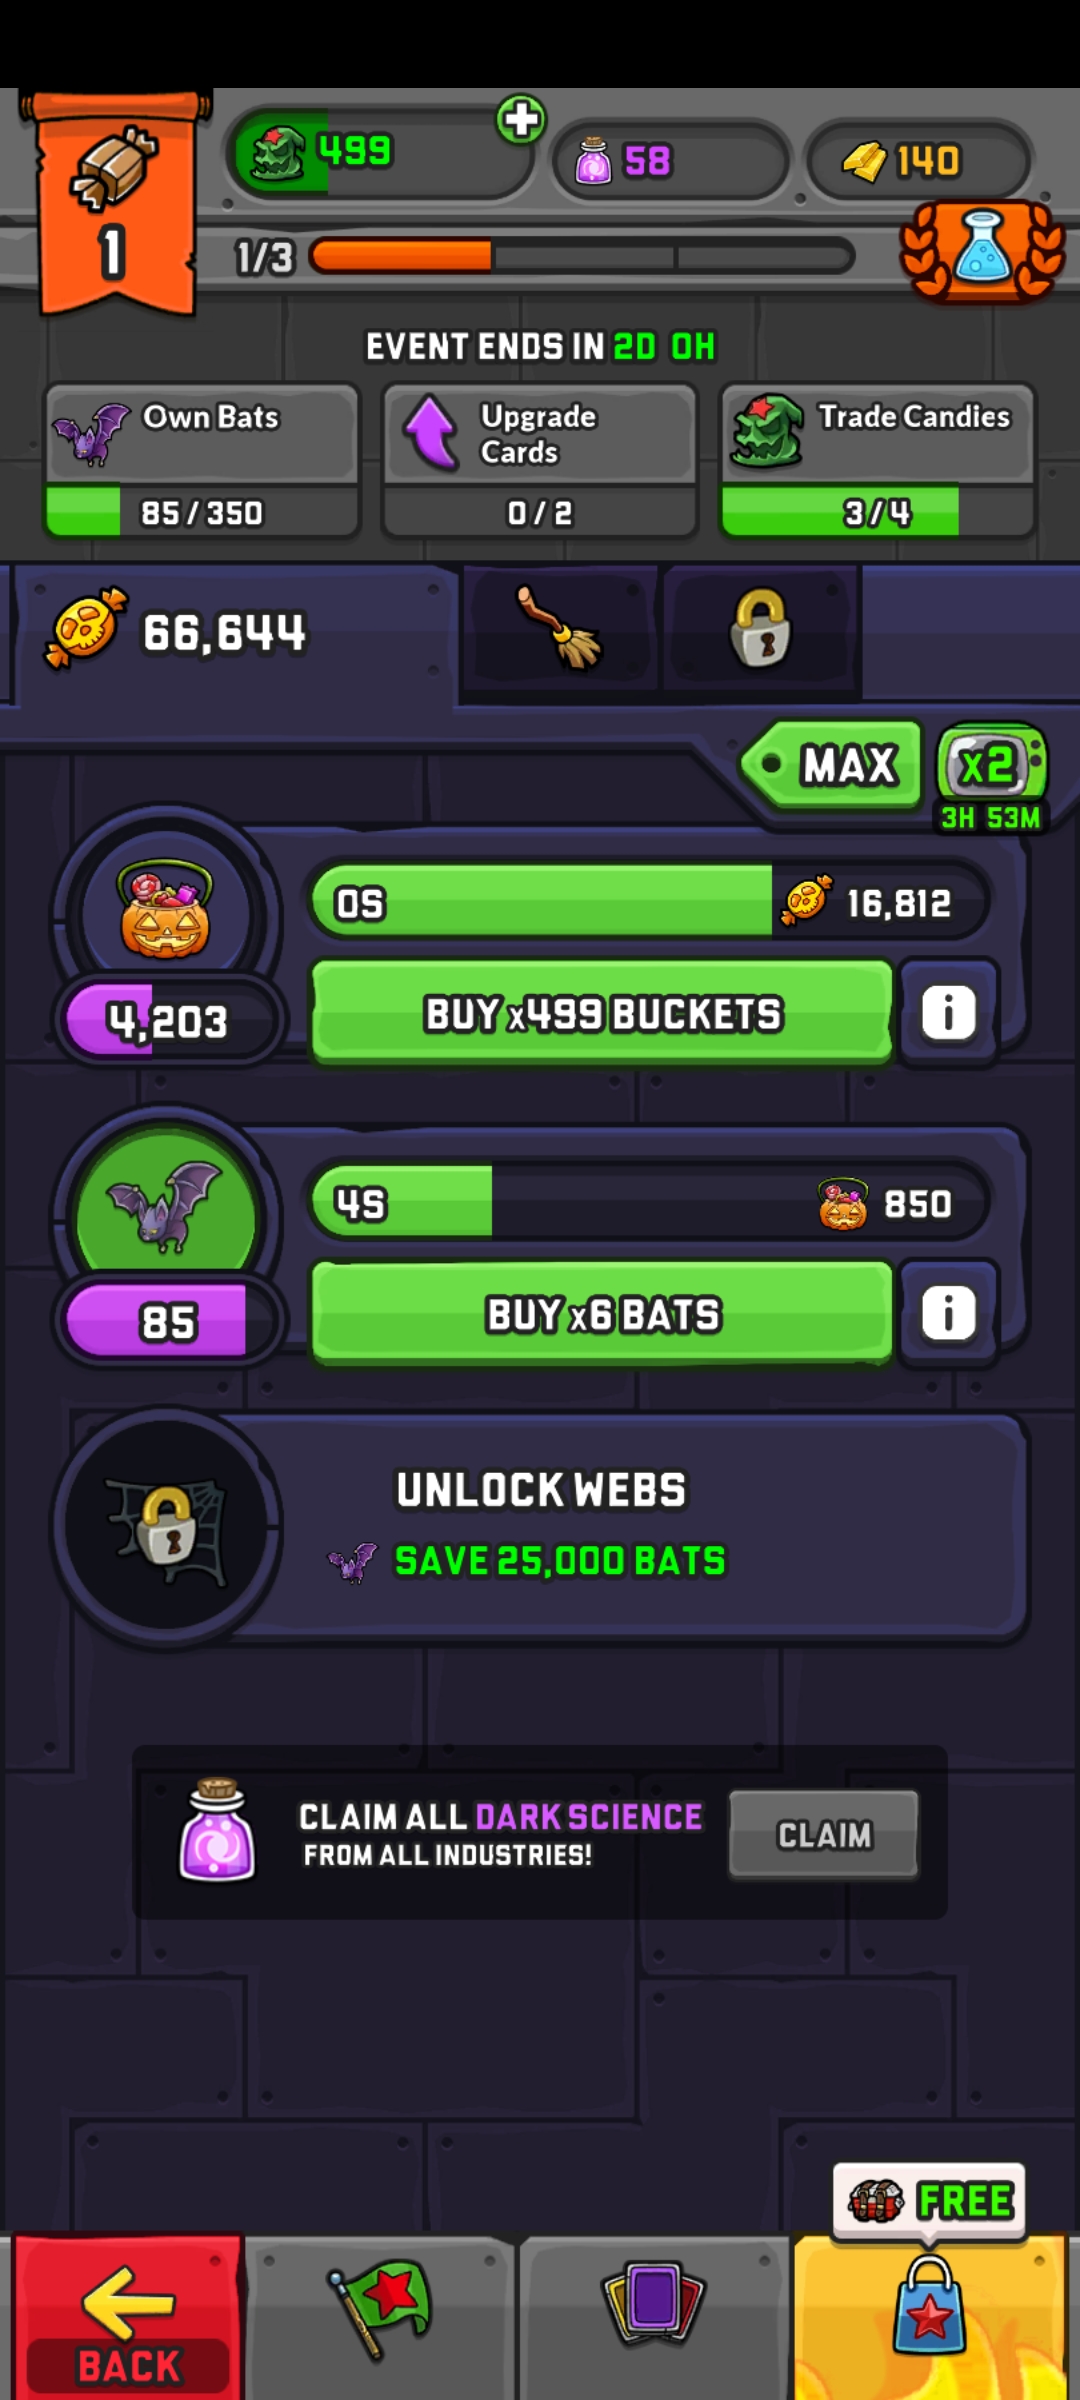 499
58
140
1
1/3
EVENT ENDS IN 2D 0H
Own Bats
Upgrade
Cards
Trade Candies
85/350
0/2
3/4
66,644
MAX
x2
3H 53M
0S
16,812
4,203
BUY x499 BUCKETS
i
4S
850
85
BUY x6 BATS
i
UNLOCK WEBS
SAVE 25,000 BATS
CLAIM ALL DARK SCIENCE
FROM ALL INDUSTRIES!
CLAIM
FREE
BACK